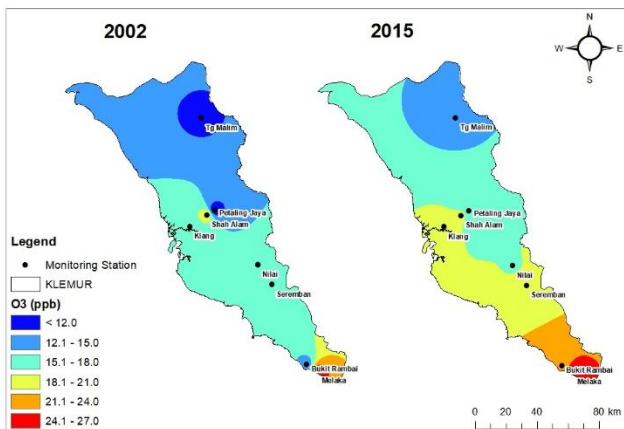 2002
2015
N
W
E
S
Tg Malim
Petaling Jaya
Shah Alam
Klang
Nilai
Seremban
Bukit Rambai
Melaka
Tg Malim
Petaling Jaya
Shah Alam
Klang
Nilai
Seremban
Bukit Rambai
Melaka
Legend
Monitoring Station
KLEMUR
O3 (ppb)
< 12.0
12.1 - 15.0
15.1 - 18.0
18.1 - 21.0
21.1 - 24.0
24.1 - 27.0
0 20 40 60 80 km